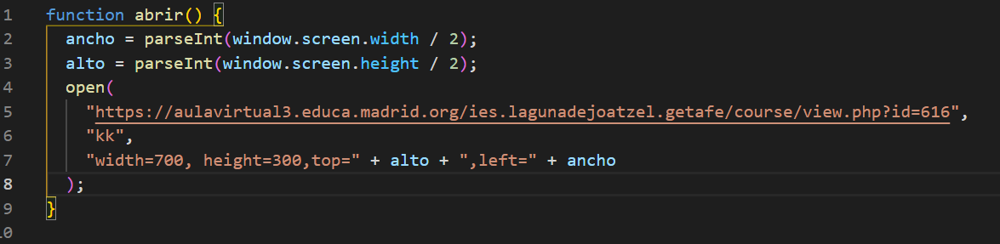 1 function abrir() {
2 ancho = parseInt(window.screen.width / 2);
3 alto = parseInt(window.screen.height / 2);
4 open(
5 "https://aulavirtual3.educa.madrid.org/ies.lagunadejoatzel.getafe/course/view.php?id=616",
6 "kk",
7 "width=700, height=300,top=" + alto + ",left=" + ancho
8 );
9 }
10